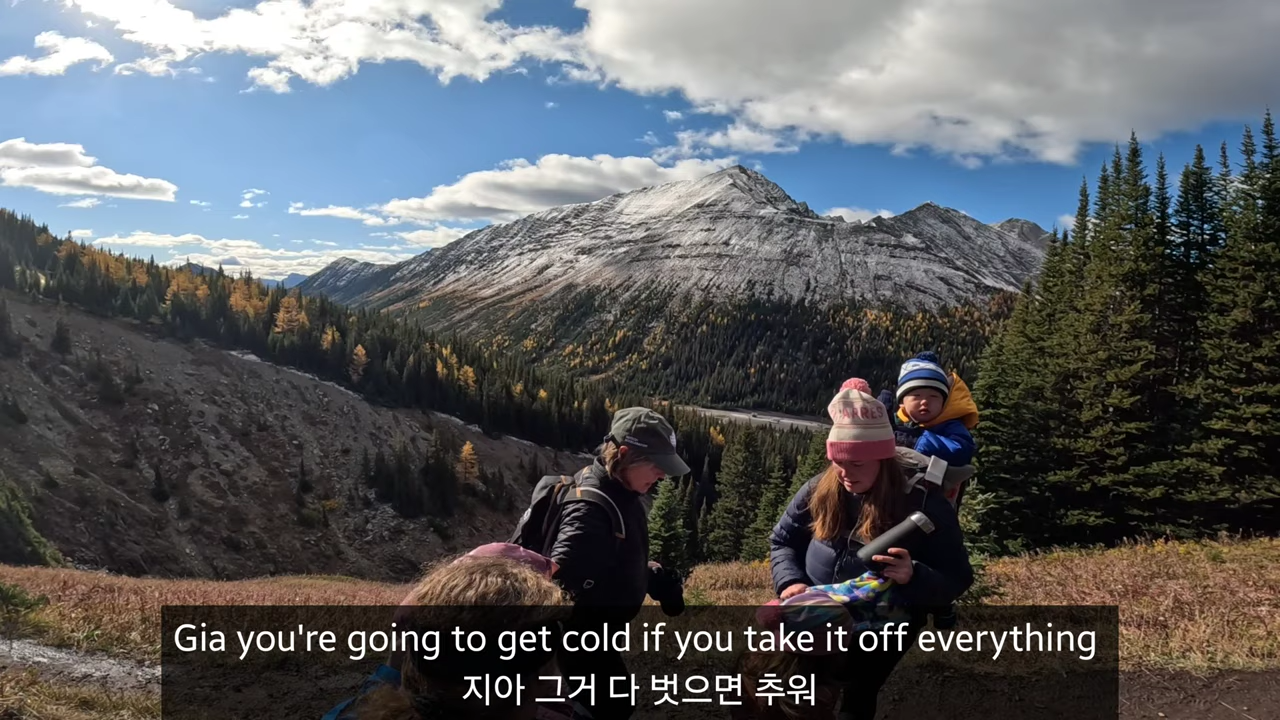 Gia you're going to get cold if you take it off everything
지아 그거 다 벗으면 추워